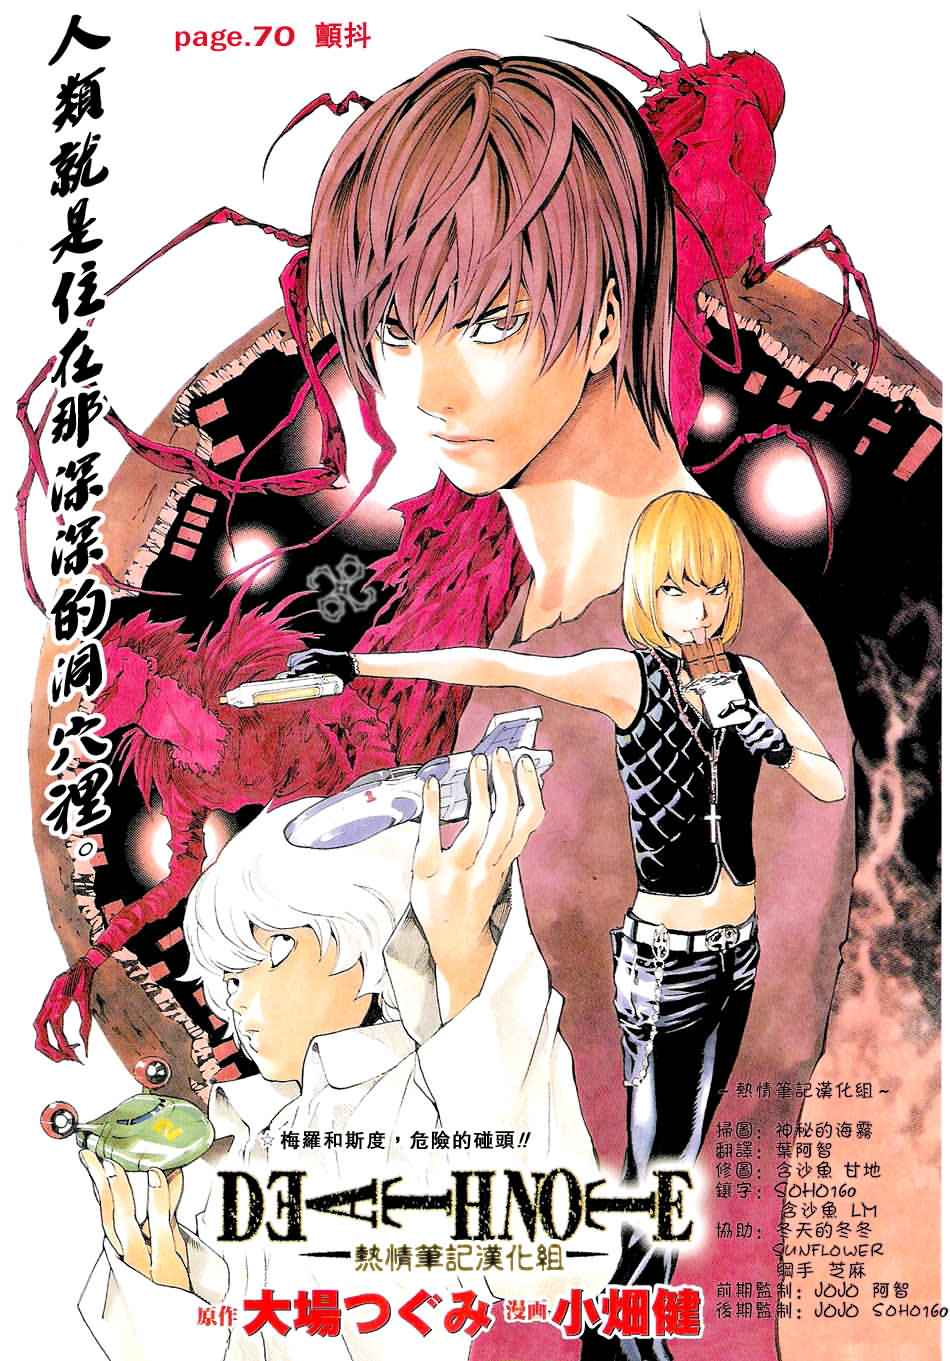 page.70 顫抖
人類就是住在那深深的洞穴裡。
☆梅羅和斯度，危險的碰頭!!
DEATH NOTE
熱情筆記漢化組
原作 大場つぐみ 漫画 小畑健
～熱情筆記漢化組～
掃圖：神秘的海霧
翻譯：葉阿智
修圖：含沙魚 甘地
鑲字：SOHO160
含沙魚 LM
協助：冬天的冬冬
SUNFLOWER
綱手 芝麻
前期監制：JOJO 阿智
後期監制：JOJO SOHO160
1
2